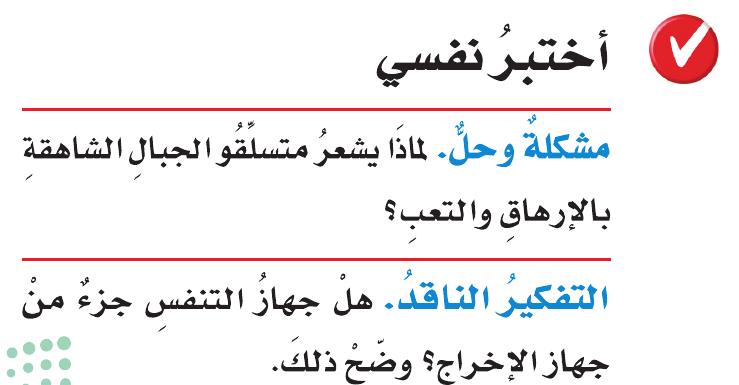 أختبرُ نفسي
مشكلةٌ وحلٌّ. لماذَا يشعرُ متسلِّقُو الجبالِ الشاهقةِ
بالإرهاقِ والتعبِ؟
التفكيرُ الناقدُ. هلْ جهازُ التنفسِ جزءٌ منْ
جهاز الإخراج؟ وضّحْ ذلكَ.